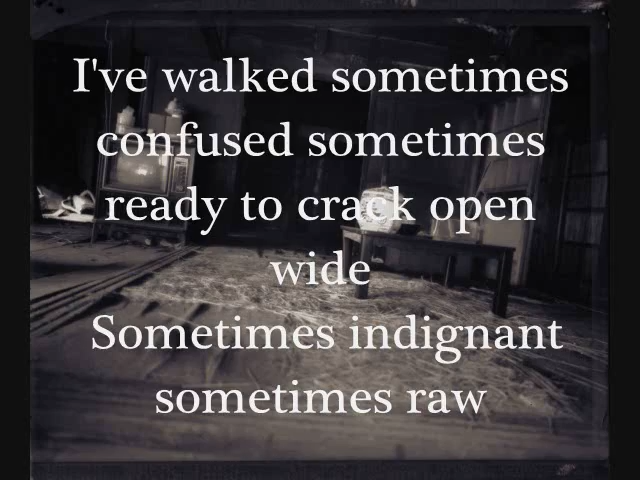 I've walked sometimes
confused sometimes
ready to crack open
wide
Sometimes indignant
sometimes raw